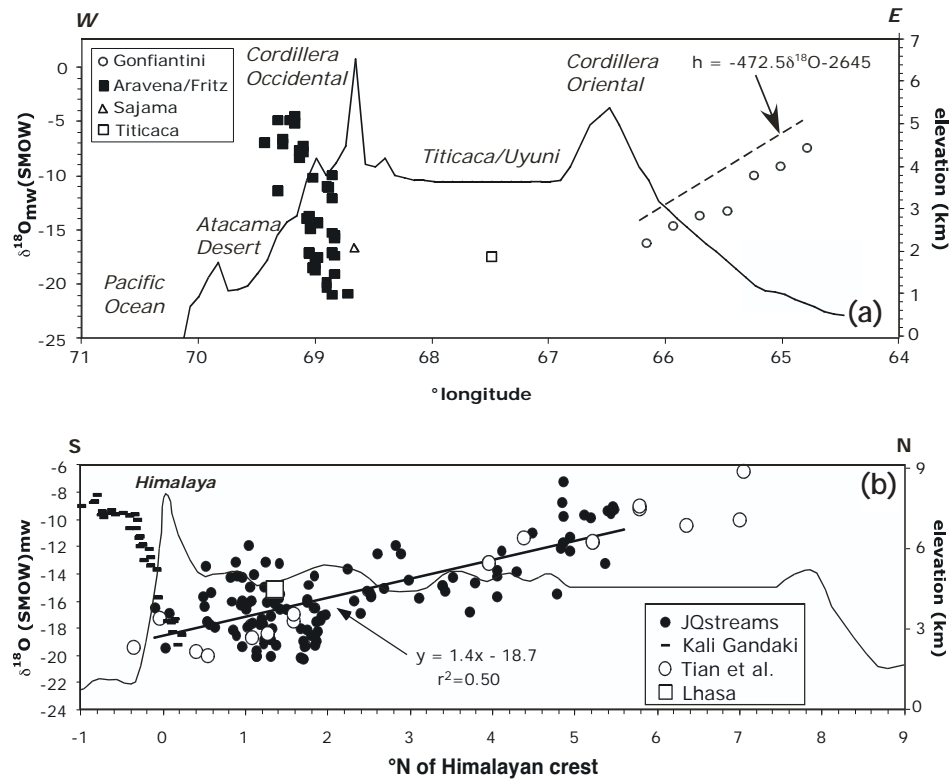 W
E
Gonfiantini
Aravena/Fritz
Sajama
Titicaca
Cordillera
Occidental
Cordillera
Oriental
h = -472.5δ18O-2645
Titicaca/Uyuni
Atacama
Desert
Pacific
Ocean
(a)
0
-5
-10
-15
-20
-25
δ18Omw(SMOW)
7
6
5
4
3
2
1
0
elevation (km)
71 70 69 68 67 66 65 64
°longitude
S
N
Himalaya
(b)
-6
-8
-10
-12
-14
-16
-18
-20
-22
-24
δ18O (SMOW)mw
9
6
3
0
elevation (km)
y = 1.4x - 18.7
r2=0.50
JQstreams
Kali Gandaki
Tian et al.
Lhasa
-1 0 1 2 3 4 5 6 7 8 9
°N of Himalayan crest